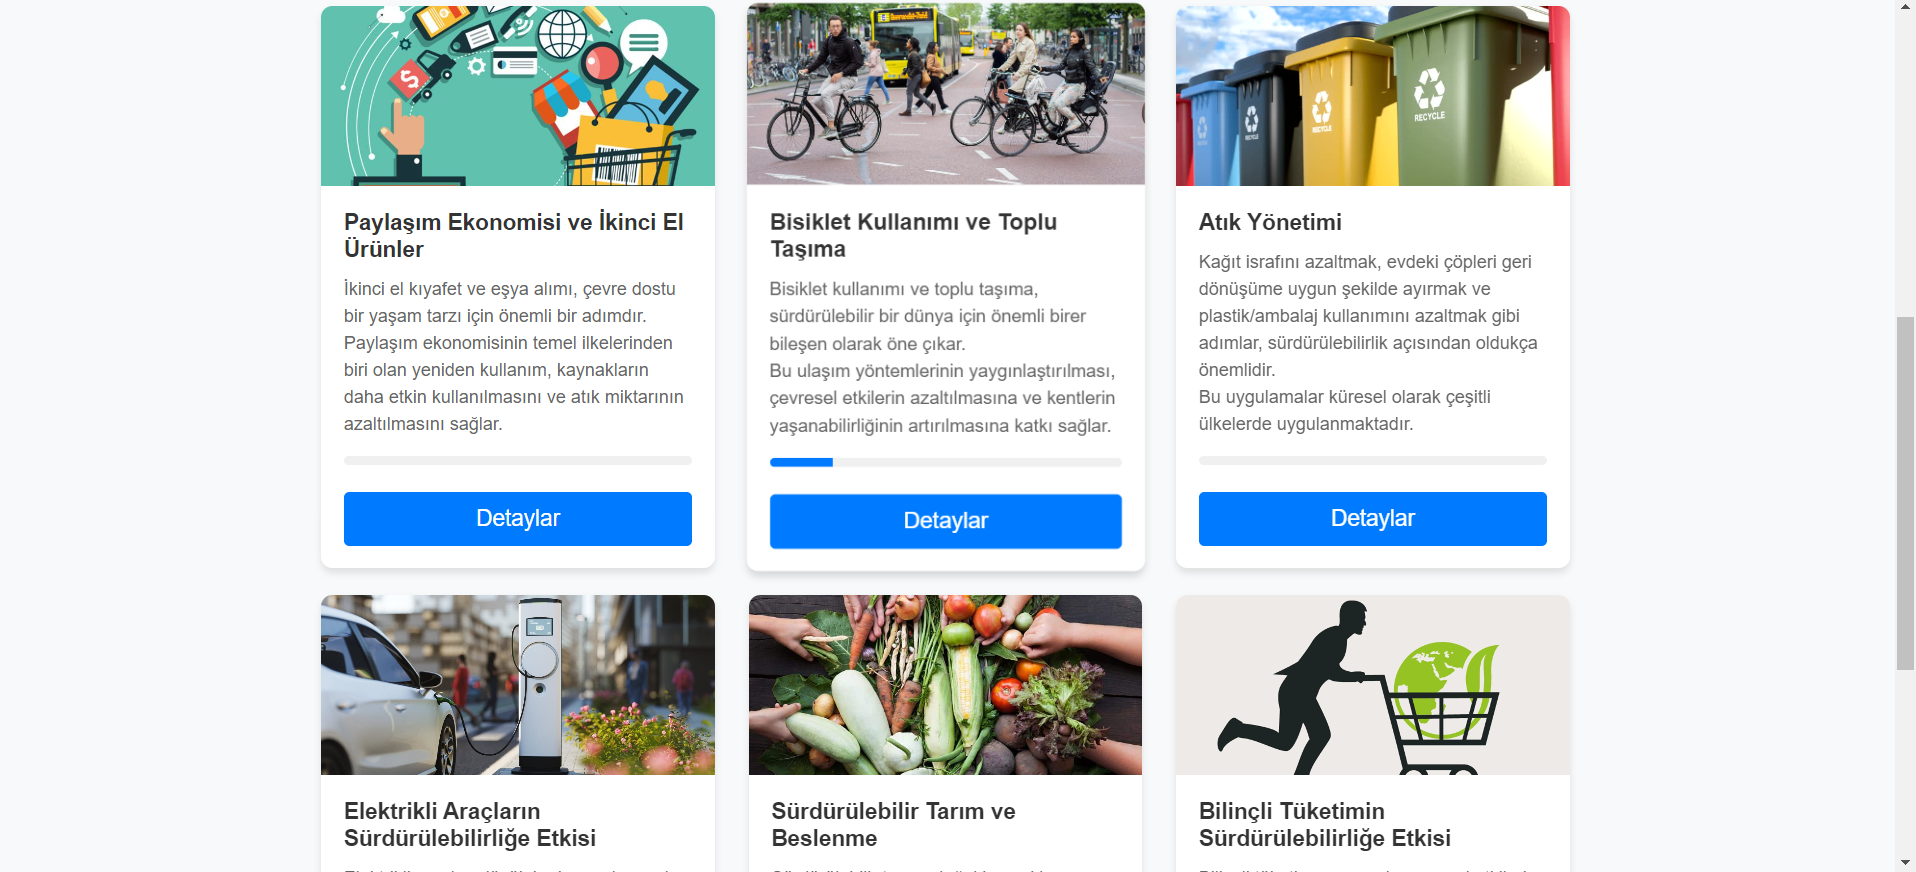 RECYCLE
RECYCLE
RECYCLE
Paylaşım Ekonomisi ve İkinci El
Ürünler
İkinci el kıyafet ve eşya alımı, çevre dostu
bir yaşam tarzı için önemli bir adımdır.
Paylaşım ekonomisinin temel ilkelerinden
biri olan yeniden kullanım, kaynakların
daha etkin kullanılmasını ve atık miktarının
azaltılmasını sağlar.
Detaylar
Bisiklet Kullanımı ve Toplu
Taşıma
Bisiklet kullanımı ve toplu taşıma,
sürdürülebilir bir dünya için önemli birer
bileşen olarak öne çıkar.
Bu ulaşım yöntemlerinin yaygınlaştırılması,
çevresel etkilerin azaltılmasına ve kentlerin
yaşanabilirliğinin artırılmasına katkı sağlar.
Detaylar
Atık Yönetimi
Kağıt israfını azaltmak, evdeki çöpleri geri
dönüşüme uygun şekilde ayırmak ve
plastik/ambalaj kullanımını azaltmak gibi
adımlar, sürdürülebilirlik açısından oldukça
önemlidir.
Bu uygulamalar küresel olarak çeşitli
ülkelerde uygulanmaktadır.
Detaylar
Elektrikli Araçların
Sürdürülebilirliğe Etkisi
Sürdürülebilir Tarım ve
Beslenme
Bilinçli Tüketimin
Sürdürülebilirliğe Etkisi